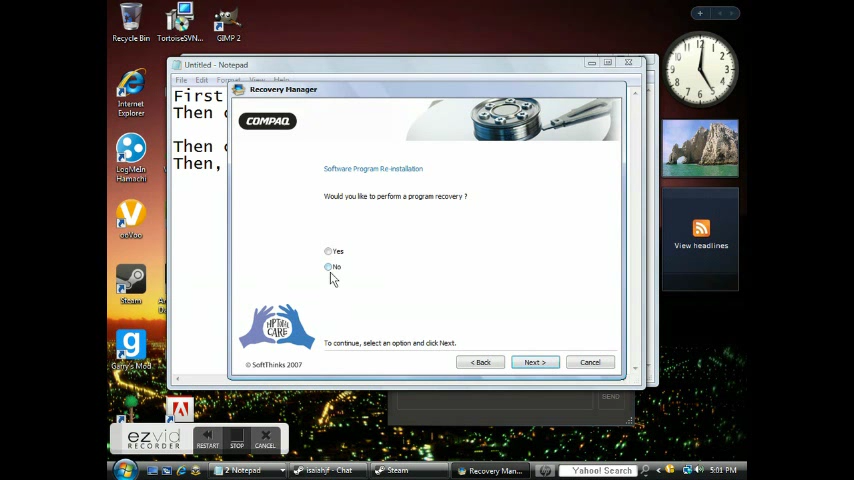 Recycle Bin
TortoiseSVN...
GIMP 2
Internet
Explorer
LogMeIn
Hamachi
ooVoo
Steam
Garry's Mod
Untitled - Notepad
File Edit Format View Help
First
Then
Then
Then,
Recovery Manager
COMPAQ
Software Program Re-installation
Would you like to perform a program recovery ?
Yes
No
HP Total
CARE
To continue, select an option and click Next.
© SoftThinks 2007
< Back
Next >
Cancel
View headlines
SEND
ezvid
RECORDER
RESTART
STOP
CANCEL
2 Notepad
isaiahjf - Chat
Steam
Recovery Man...
Yahoo! Search
5:01 PM